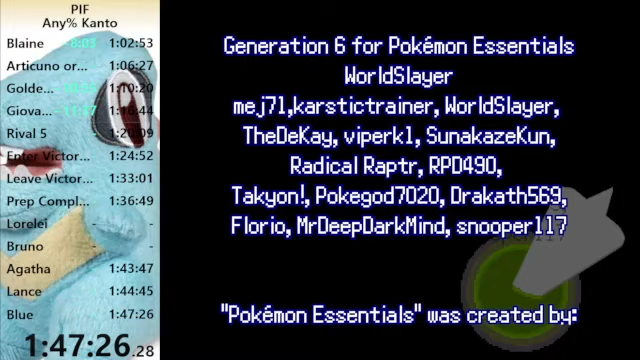 PIF
Any% Kanto
Blaine - 8:03 1:02:53
Articuno or... 1:06:27
Golde... 1:10:20
Giova... 1:16:44
Rival 5 1:20:09
Enter Victor... 1:24:52
Leave Victor... 1:33:01
Prep Compl... 1:36:49
Lorelei - -
Bruno - -
Agatha 1:43:47
Lance 1:44:45
Blue 1:47:26
1:47:26.28
Generation 6 for Pokémon Essentials
WorldSlayer
mej71,karstictrainer, WorldSlayer,
TheDeKay, viperk1, SunakazeKun,
Radical Raptr, RPD490,
Takyon!, Pokegod7020, Drakath569,
Florio, MrDeepDarkMind, snooper117
"Pokémon Essentials" was created by: